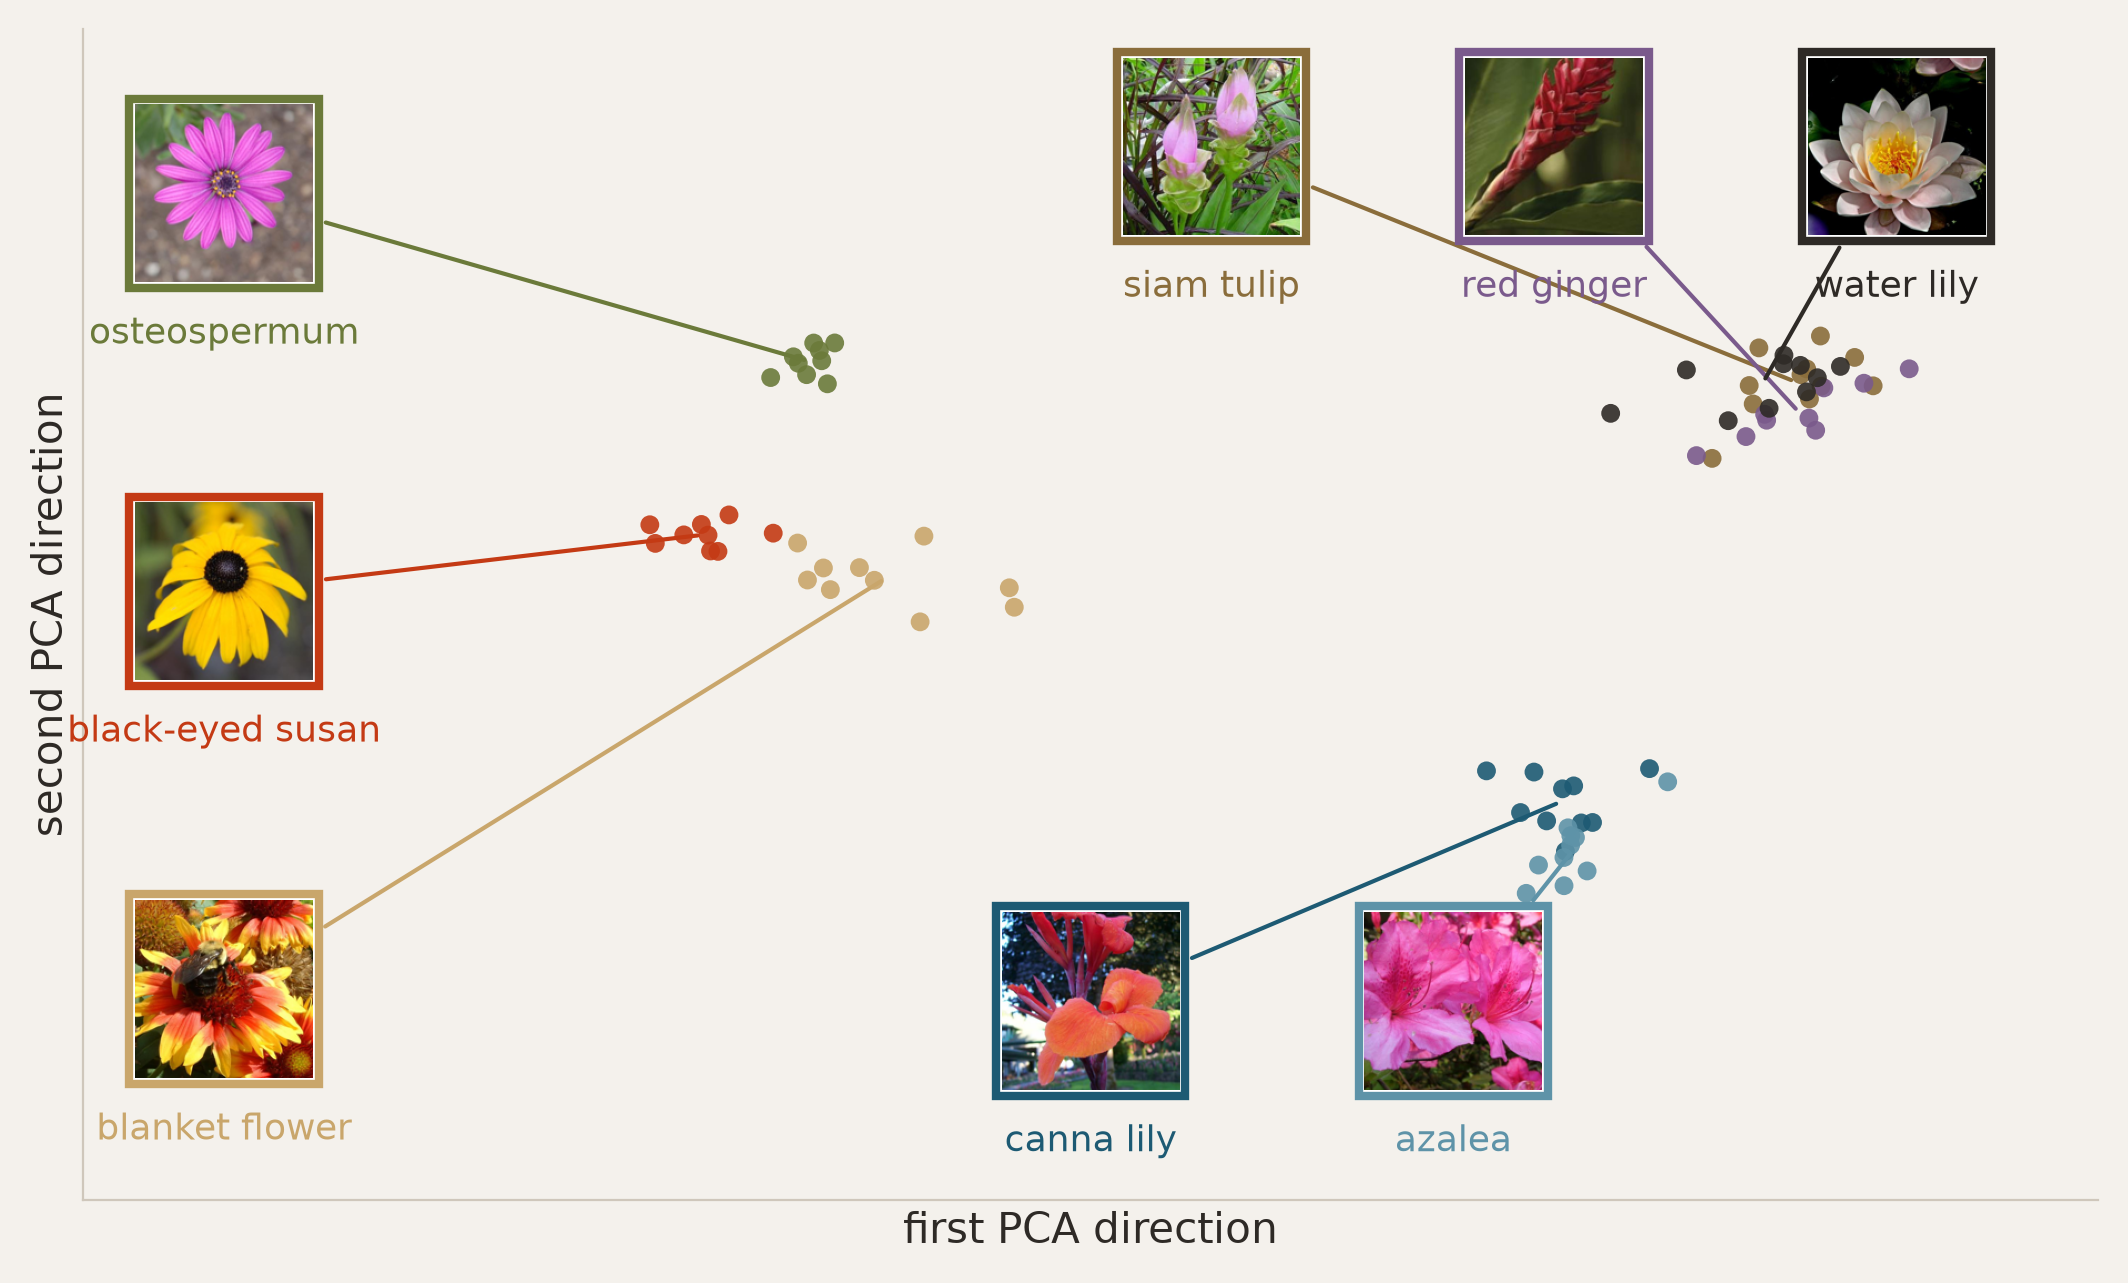 siam tulip
red ginger
water lily
osteospermum
second PCA direction
black-eyed susan
blanket flower
canna lily
azalea
first PCA direction